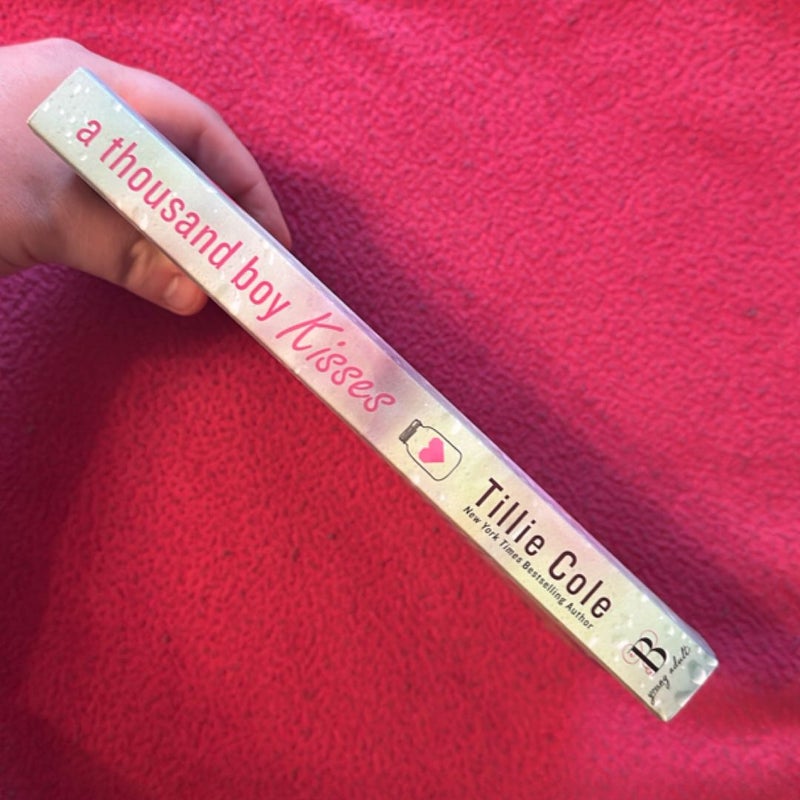 a thousand boy Kisses
Tillie Cole
New York Times Bestselling Author
B
young adult